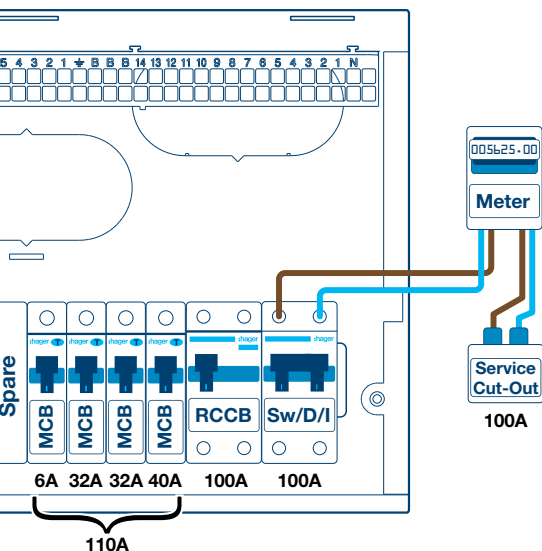 5 4 3 2 1 ⏚ B B B 14 13 12 11 10 9 8 7 6 5 4 3 2 1 N
005625.00
Meter
:hager T :hager T :hager T :hager T :hager :hager
Spare
MCB MCB MCB MCB RCCB Sw/D/I
Service
Cut-Out
100A
6A 32A 32A 40A 100A 100A
110A